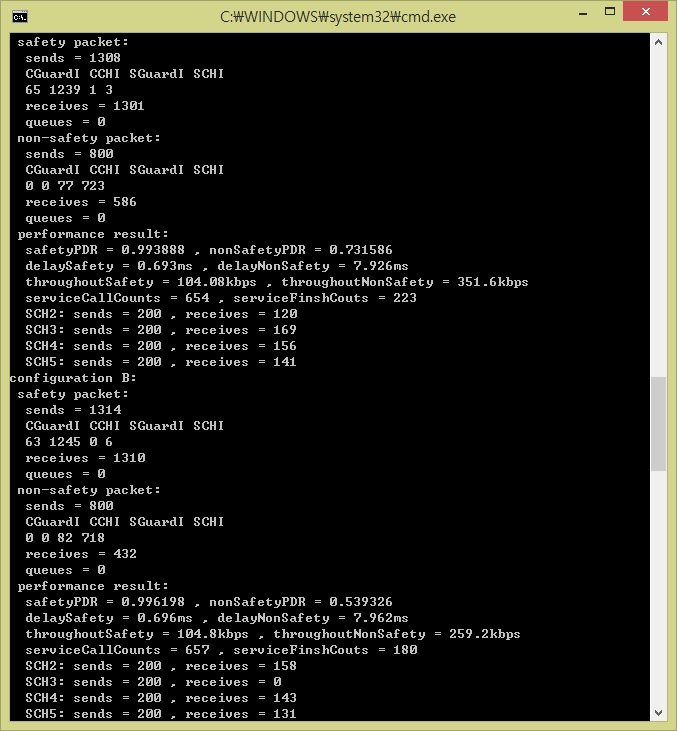 C:₩WINDOWS₩system32₩cmd.exe
safety packet:
sends = 1308
CGuardI CCHI SGuardI SCHI
65 1239 1 3
receives = 1301
queues = 0
non-safety packet:
sends = 800
CGuardI CCHI SGuardI SCHI
0 0 77 723
receives = 586
queues = 0
performance result:
safetyPDR = 0.993888 , nonSafetyPDR = 0.731586
delaySafety = 0.693ms , delayNonSafety = 7.926ms
throughoutSafety = 104.08kbps , throughoutNonSafety = 351.6kbps
serviceCallCounts = 654 , serviceFinshCouts = 223
SCH2: sends = 200 , receives = 120
SCH3: sends = 200 , receives = 169
SCH4: sends = 200 , receives = 156
SCH5: sends = 200 , receives = 141
configuration B:
safety packet:
sends = 1314
CGuardI CCHI SGuardI SCHI
63 1245 0 6
receives = 1310
queues = 0
non-safety packet:
sends = 800
CGuardI CCHI SGuardI SCHI
0 0 82 718
receives = 432
queues = 0
performance result:
safetyPDR = 0.996198 , nonSafetyPDR = 0.539326
delaySafety = 0.696ms , delayNonSafety = 7.962ms
throughoutSafety = 104.8kbps , throughoutNonSafety = 259.2kbps
serviceCallCounts = 657 , serviceFinshCouts = 180
SCH2: sends = 200 , receives = 158
SCH3: sends = 200 , receives = 0
SCH4: sends = 200 , receives = 143
SCH5: sends = 200 , receives = 131